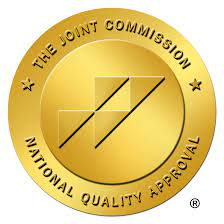 ★ THE JOINT COMMISSION ★
NATIONAL QUALITY APPROVAL
®